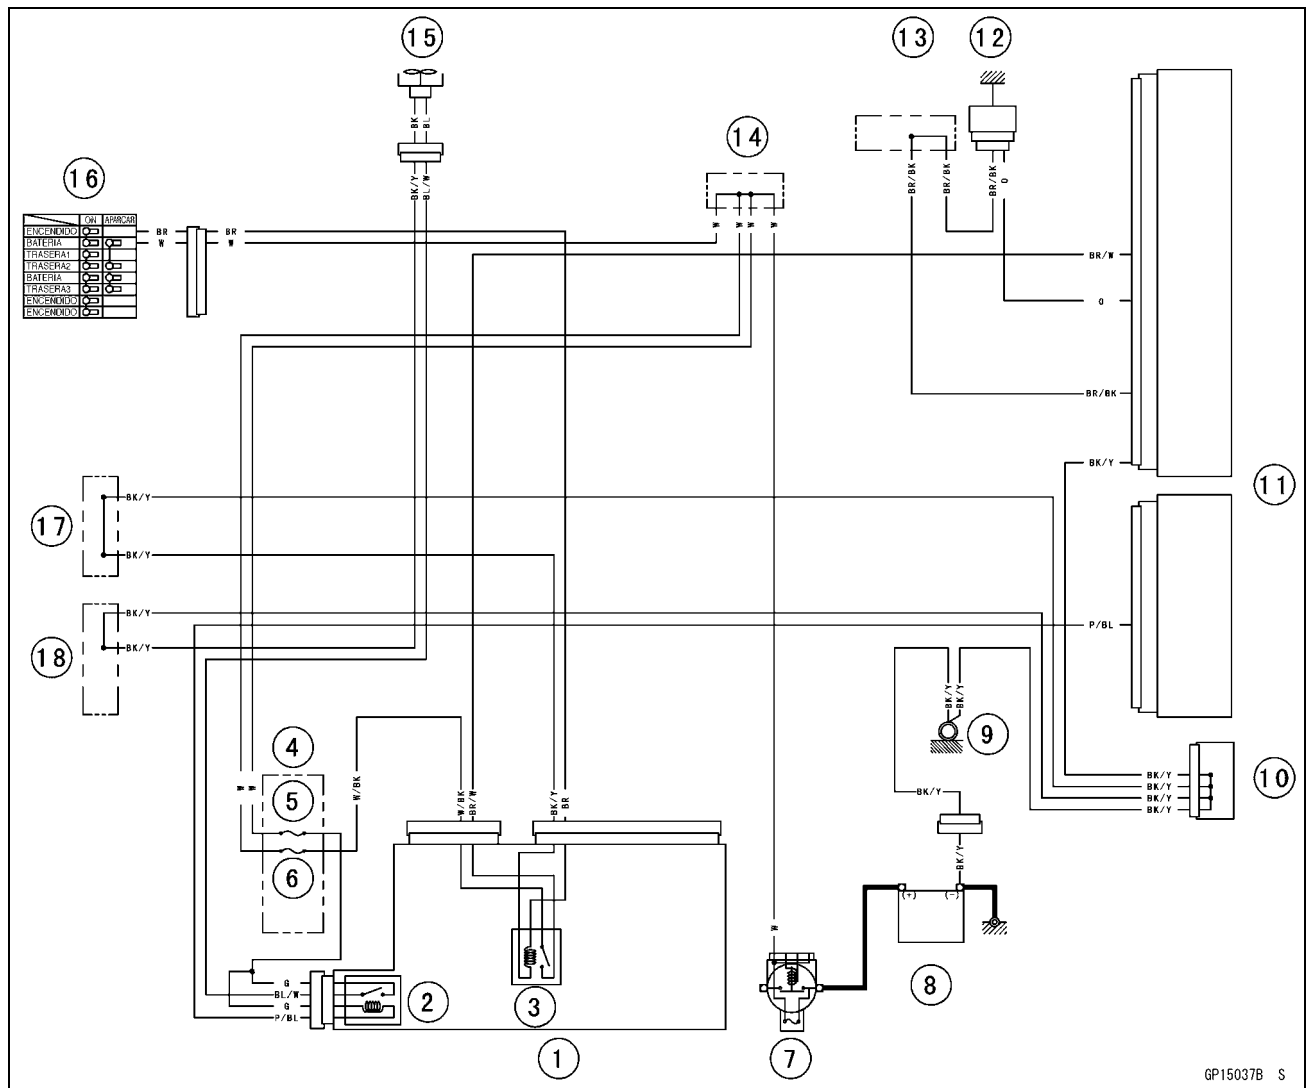 15
13
12
14
16
BK
BL
BR/BK
BR/BK
BR/BK
O
BK/Y
BL/W
ON
APARCAR
ENCENDIDO
BATERIA
TRASERA1
TRASERA2
BATERIA
TRASERA3
ENCENDIDO
ENCENDIDO
BR
W
BR
W
W
W
W
W
BR/W
O
BR/BK
BK/Y
11
17
BK/Y
BK/Y
18
BK/Y
BK/Y
P/BL
BK/Y
BK/Y
9
4
5
6
W
W
W/BK
W/BK
BR/W
BK/Y
BR
BK/Y
BK/Y
BK/Y
BK/Y
BK/Y
10
BK/Y
(+)
(-)
W
8
G
BL/W
G
P/BL
2
3
1
7
GP15037B S